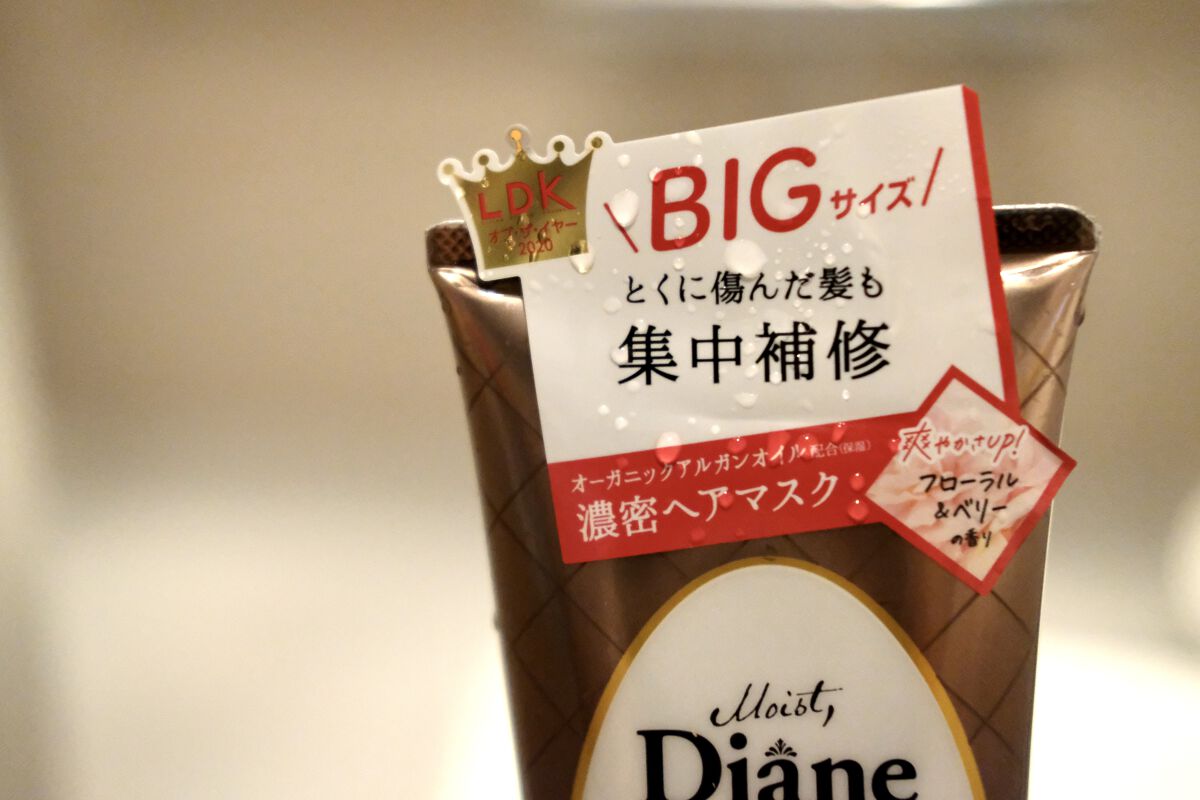 LDK
オブ・ザ・イヤー
2020
\BIGサイズ/
とくに傷んだ髪も
集中補修
オーガニックアルガンオイル 配合(保湿)
濃密ヘアマスク
爽やかさUP!
フローラル
&ベリー
の香り
Moist,
Diane